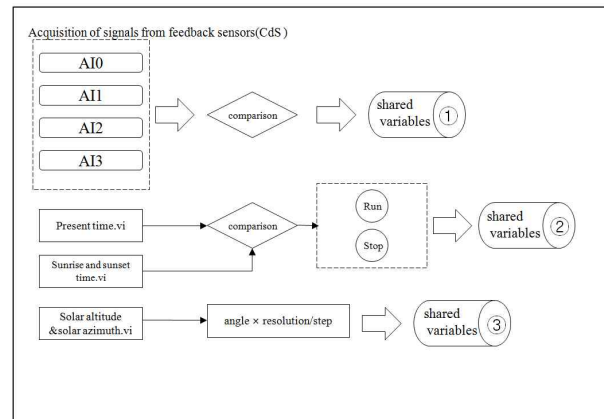 Acquisition of signals from feedback sensors(CdS )
AI0
AI1
AI2
AI3
comparison
shared
variables
①
Present time.vi
Sunrise and sunset
time.vi
comparison
Run
Stop
shared
variables
②
Solar altitude
&solar azimuth.vi
angle × resolution/step
shared
variables
③